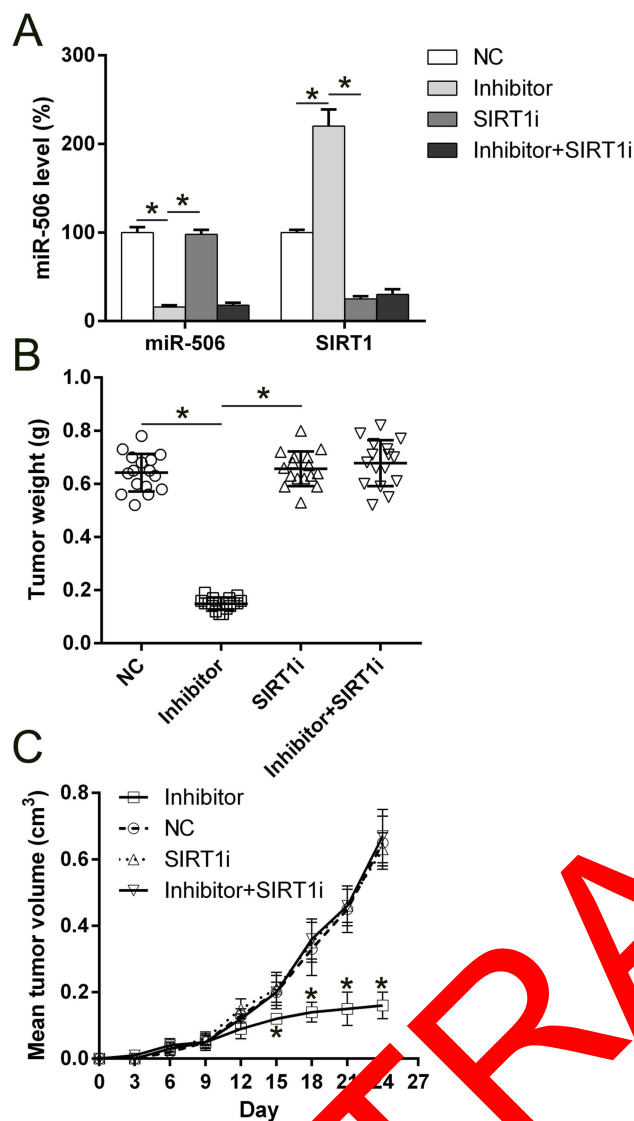 A
miR-506 level (%)
300
200
100
0
miR-506
SIRT1
*
*
*
*
NC
Inhibitor
SIRT1i
Inhibitor+SIRT1i
B
Tumor weight (g)
1.0
0.8
0.6
0.4
0.2
0.0
*
*
NC
Inhibitor
SIRT1i
Inhibitor+SIRT1i
C
Mean tumor volume (cm³)
0.8
0.6
0.4
0.2
0.0
Inhibitor
NC
SIRT1i
Inhibitor+SIRT1i
*
*
*
*
0 3 6 9 12 15 18 21 24 27
Day
TRA